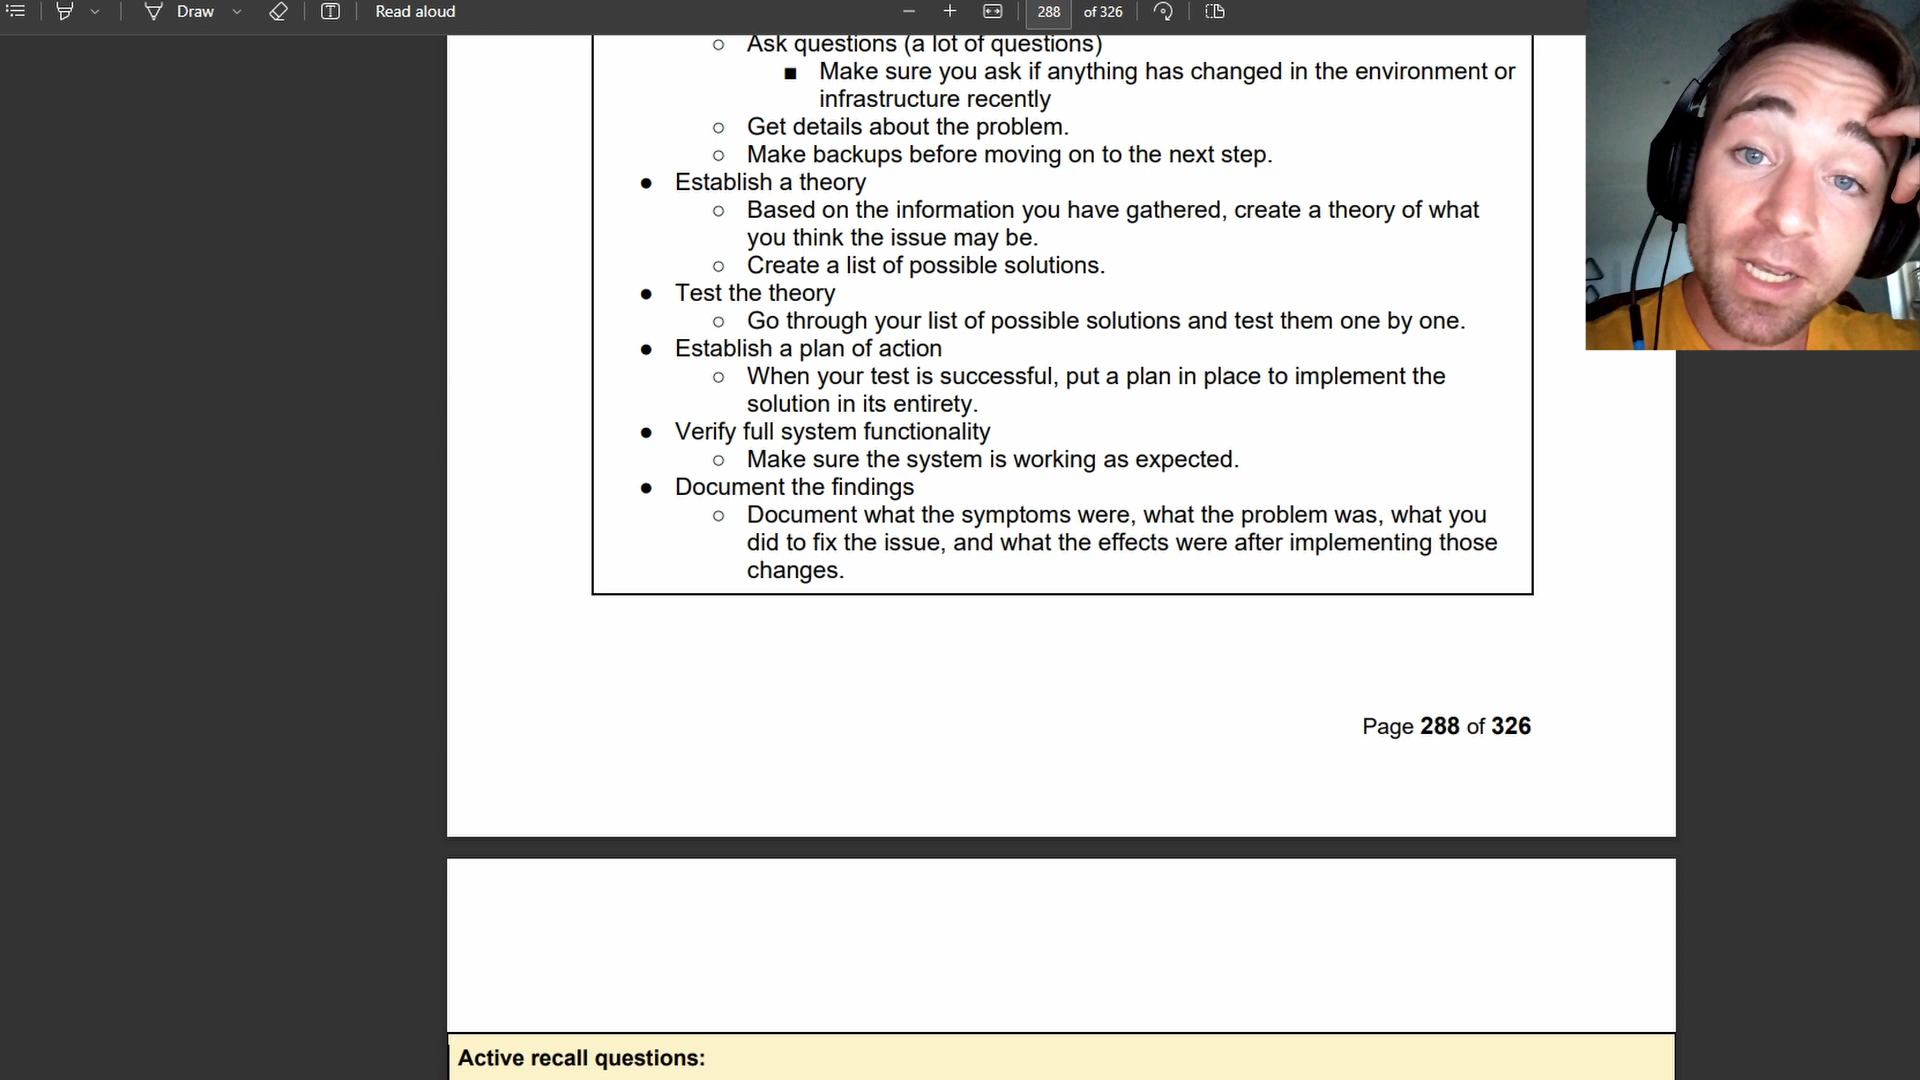 Draw
Read aloud
288
of 326
○ Ask questions (a lot of questions)
■ Make sure you ask if anything has changed in the environment or
infrastructure recently
○ Get details about the problem.
○ Make backups before moving on to the next step.
● Establish a theory
○ Based on the information you have gathered, create a theory of what
you think the issue may be.
○ Create a list of possible solutions.
● Test the theory
○ Go through your list of possible solutions and test them one by one.
● Establish a plan of action
○ When your test is successful, put a plan in place to implement the
solution in its entirety.
● Verify full system functionality
○ Make sure the system is working as expected.
● Document the findings
○ Document what the symptoms were, what the problem was, what you
did to fix the issue, and what the effects were after implementing those
changes.
Page 288 of 326
Active recall questions: